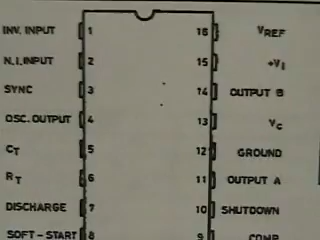 INV. INPUT 1 16 VREF
N.I. INPUT 2 15 +Vi
SYNC 3 14 OUTPUT B
OSC. OUTPUT 4 13 VC
CT 5 12 GROUND
RT 6 11 OUTPUT A
DISCHARGE 7 10 SHUTDOWN
SOFT-START 8 9 COMP.